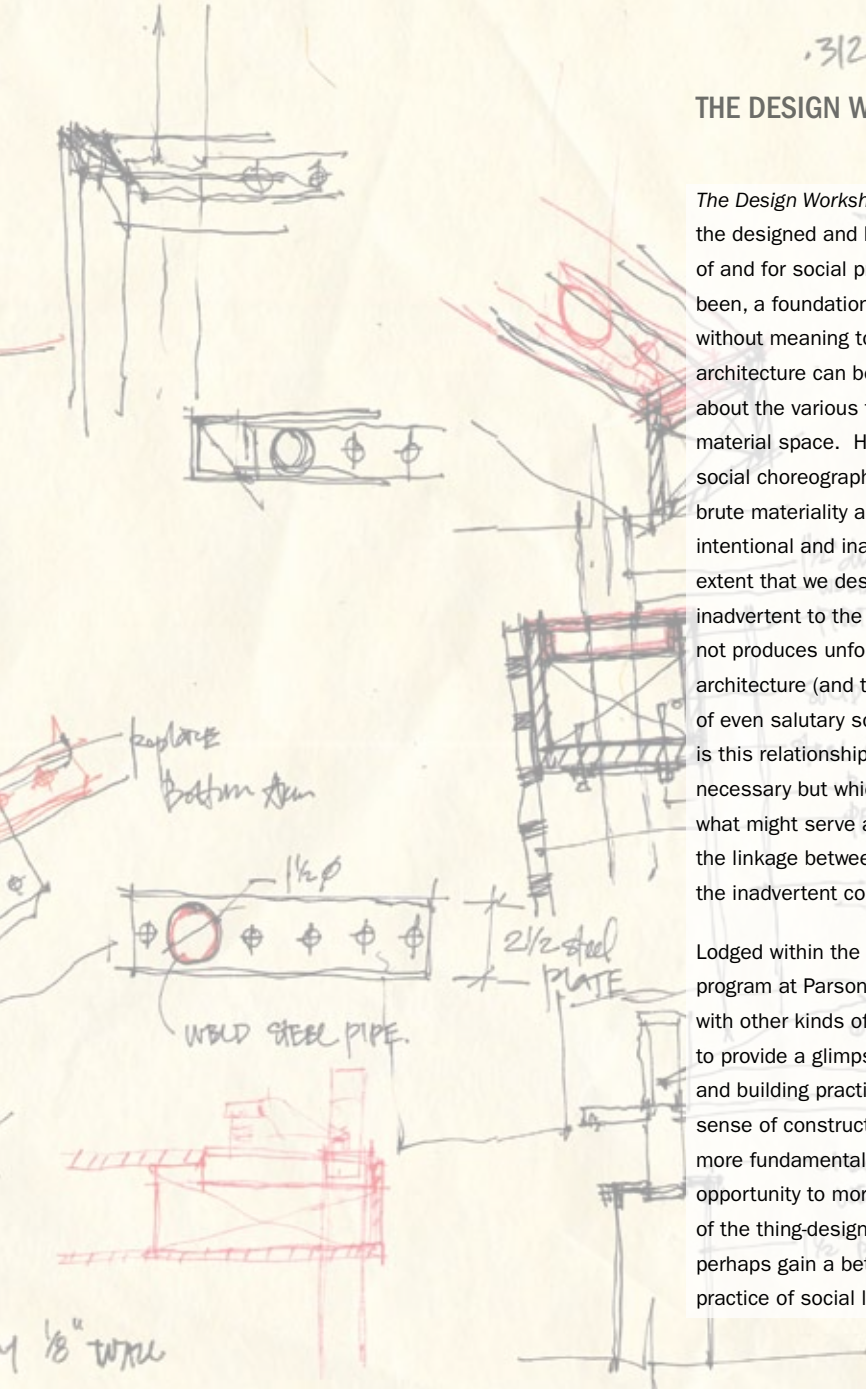 .312
THE DESIGN W
The Design Worksh
the designed and
of and for social p
been, a foundation
without meaning to
architecture can be
about the various
material space. H
social choreograph
brute materiality a
intentional and ina
extent that we des
inadvertent to the
not produces unfo
architecture (and t
of even salutary so
is this relationship
necessary but whic
what might serve a
the linkage betwee
the inadvertent co
Lodged within the
program at Parson
with other kinds of
to provide a glimps
and building practi
sense of construct
more fundamental
opportunity to mor
of the thing-design
perhaps gain a bet
practice of social l
replace
Bottom Arm
1½ φ
2½ steel
PLATE
WELD STEEL PIPE.
⅛" WALL